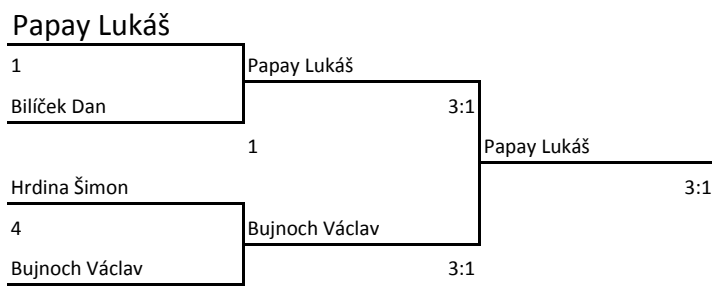 Papay Lukáš
1
Papay Lukáš
Bilíček Dan
3:1
1
Papay Lukáš
Hrdina Šimon
3:1
4
Bujnoch Václav
Bujnoch Václav
3:1